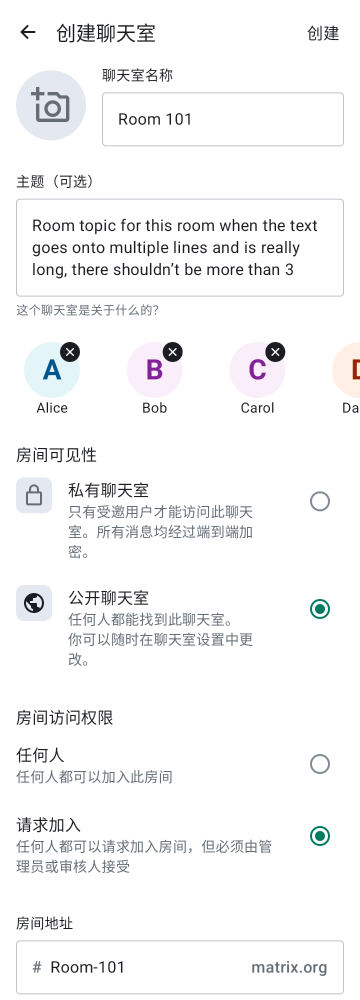 创建聊天室
创建
聊天室名称
Room 101
主题（可选）
Room topic for this room when the text
goes onto multiple lines and is really
long, there shouldn’t be more than 3
这个聊天室是关于什么的？
A
B
C
Alice
Bob
Carol
Da
房间可见性
私有聊天室
只有受邀用户才能访问此聊天
室。所有消息均经过端到端加
密。
公开聊天室
任何人都能找到此聊天室。
你可以随时在聊天室设置中更
改。
房间访问权限
任何人
任何人都可以加入此房间
请求加入
任何人都可以请求加入房间，但必须由管
理员或审核人接受
房间地址
# Room-101
matrix.org